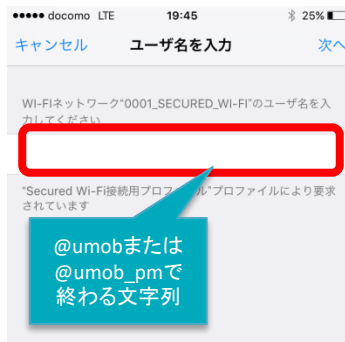 ●●●●● docomo LTE 19:45 25%
キャンセル ユーザ名を入力 次へ
WI-FIネットワーク“0001_SECURED_WI-FI”のユーザ名を入
力してください
“Secured Wi-Fi接続用プロファイル”プロファイルにより要求
されています
@umobまたは
@umob_pmで
終わる文字列